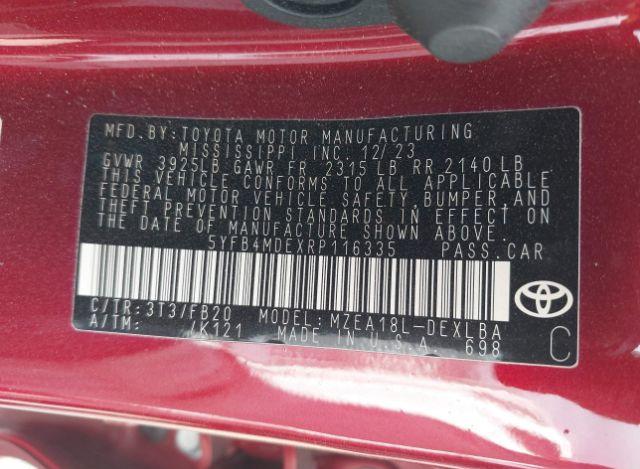 MFD. BY: TOYOTA MOTOR MANUFACTURING
MISSISSIPPI, INC. 12/23
GVWR 3925LB GAWR FR 2315 LB RR 2140 LB
THIS VEHICLE CONFORMS TO ALL APPLICABLE
FEDERAL MOTOR VEHICLE SAFETY, BUMPER, AND
THEFT PREVENTION STANDARDS IN EFFECT ON
THE DATE OF MANUFACTURE SHOWN ABOVE.
5YFB4MDEXRP116335 PASS. CAR
C/TR: 3T3/FB20 MODEL: MZEA18L-DEXLBA
A/TM: /K121 MADE IN U.S.A 698
C